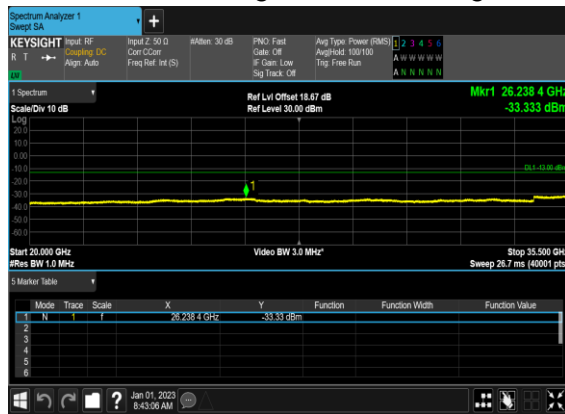 Spectrum Analyzer 1
Swept SA
+
KEYSIGHT Input: RF Input Z: 50 Ω #Atten: 30 dB PNO: Fast Avg Type: Power (RMS) 1 2 3 4 5 6
R T Coupling: DC Corr CCorr Gate: Off Avg|Hold: 100/100 A W W W W W
Align: Auto Freq Ref: Int (S) IF Gain: Low Trig: Free Run
Sig Track: Off A N N N N N
LW
1 Spectrum Ref Lvl Offset 18.67 dB Mkr1 26.238 4 GHz
Scale/Div 10 dB Ref Level 30.00 dBm -33.333 dBm
Log
20.0
10.0
0.00
-10.0 DL1 -13.00 dBm
-20.0
1
-30.0
-40.0
-50.0
-60.0
Start 20.000 GHz Video BW 3.0 MHz* Stop 35.500 GHz
#Res BW 1.0 MHz Sweep 26.7 ms (40001 pts)
5 Marker Table
Mode Trace Scale X Y Function Function Width Function Value
1 N 1 f 26.238 4 GHz -33.33 dBm
2
3
4
5
6
? Jan 01, 2023
8:43:06 AM